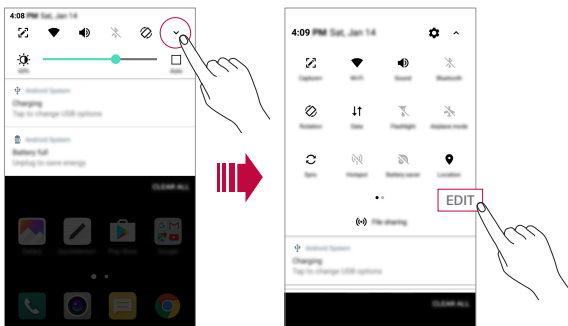 4:08 PM Sat, Jan 14
Auto
Android System
Charging
Tap to change USB options
Android System
Battery full
Unplug to save energy
CLEAR ALL
4:09 PM Sat, Jan 14
Capture+
Wi-Fi
Sound
Bluetooth
Rotation
Data
Flashlight
Airplane mode
Sync
Hotspot
Battery saver
Location
EDIT
File sharing
Android System
Charging
Tap to change USB options
CLEAR ALL